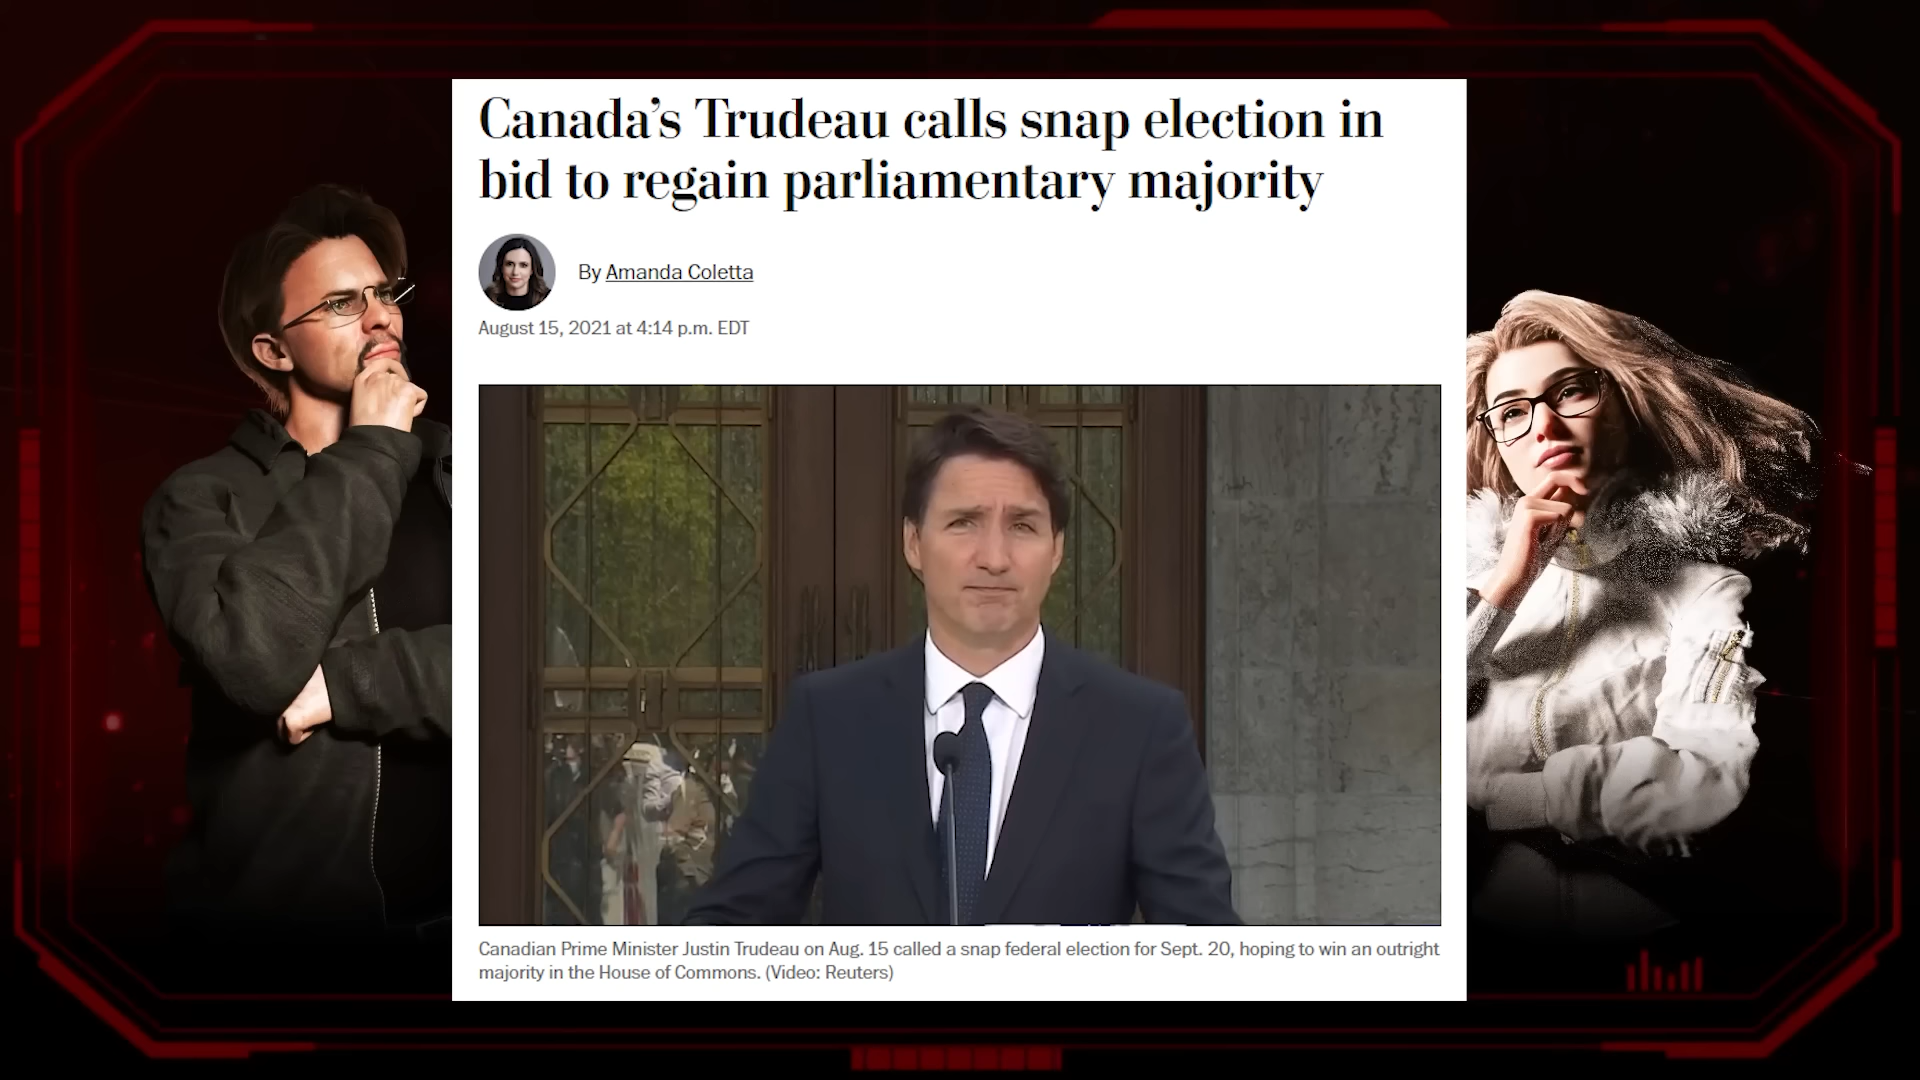 Canada’s Trudeau calls snap election in
bid to regain parliamentary majority
By Amanda Coletta
August 15, 2021 at 4:14 p.m. EDT
Canadian Prime Minister Justin Trudeau on Aug. 15 called a snap federal election for Sept. 20, hoping to win an outright
majority in the House of Commons. (Video: Reuters)